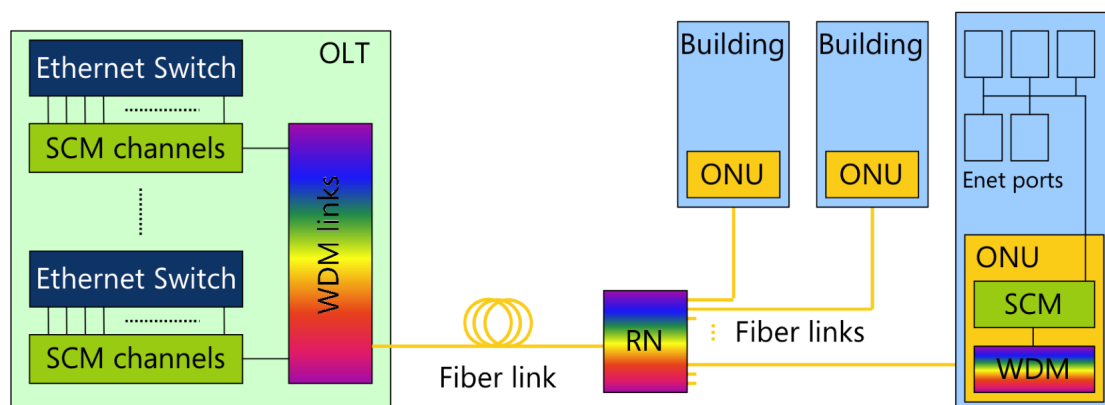 OLT
Ethernet Switch
SCM channels
Ethernet Switch
SCM channels
WDM links
Fiber link
RN
Fiber links
Building
ONU
Building
ONU
Enet ports
ONU
SCM
WDM